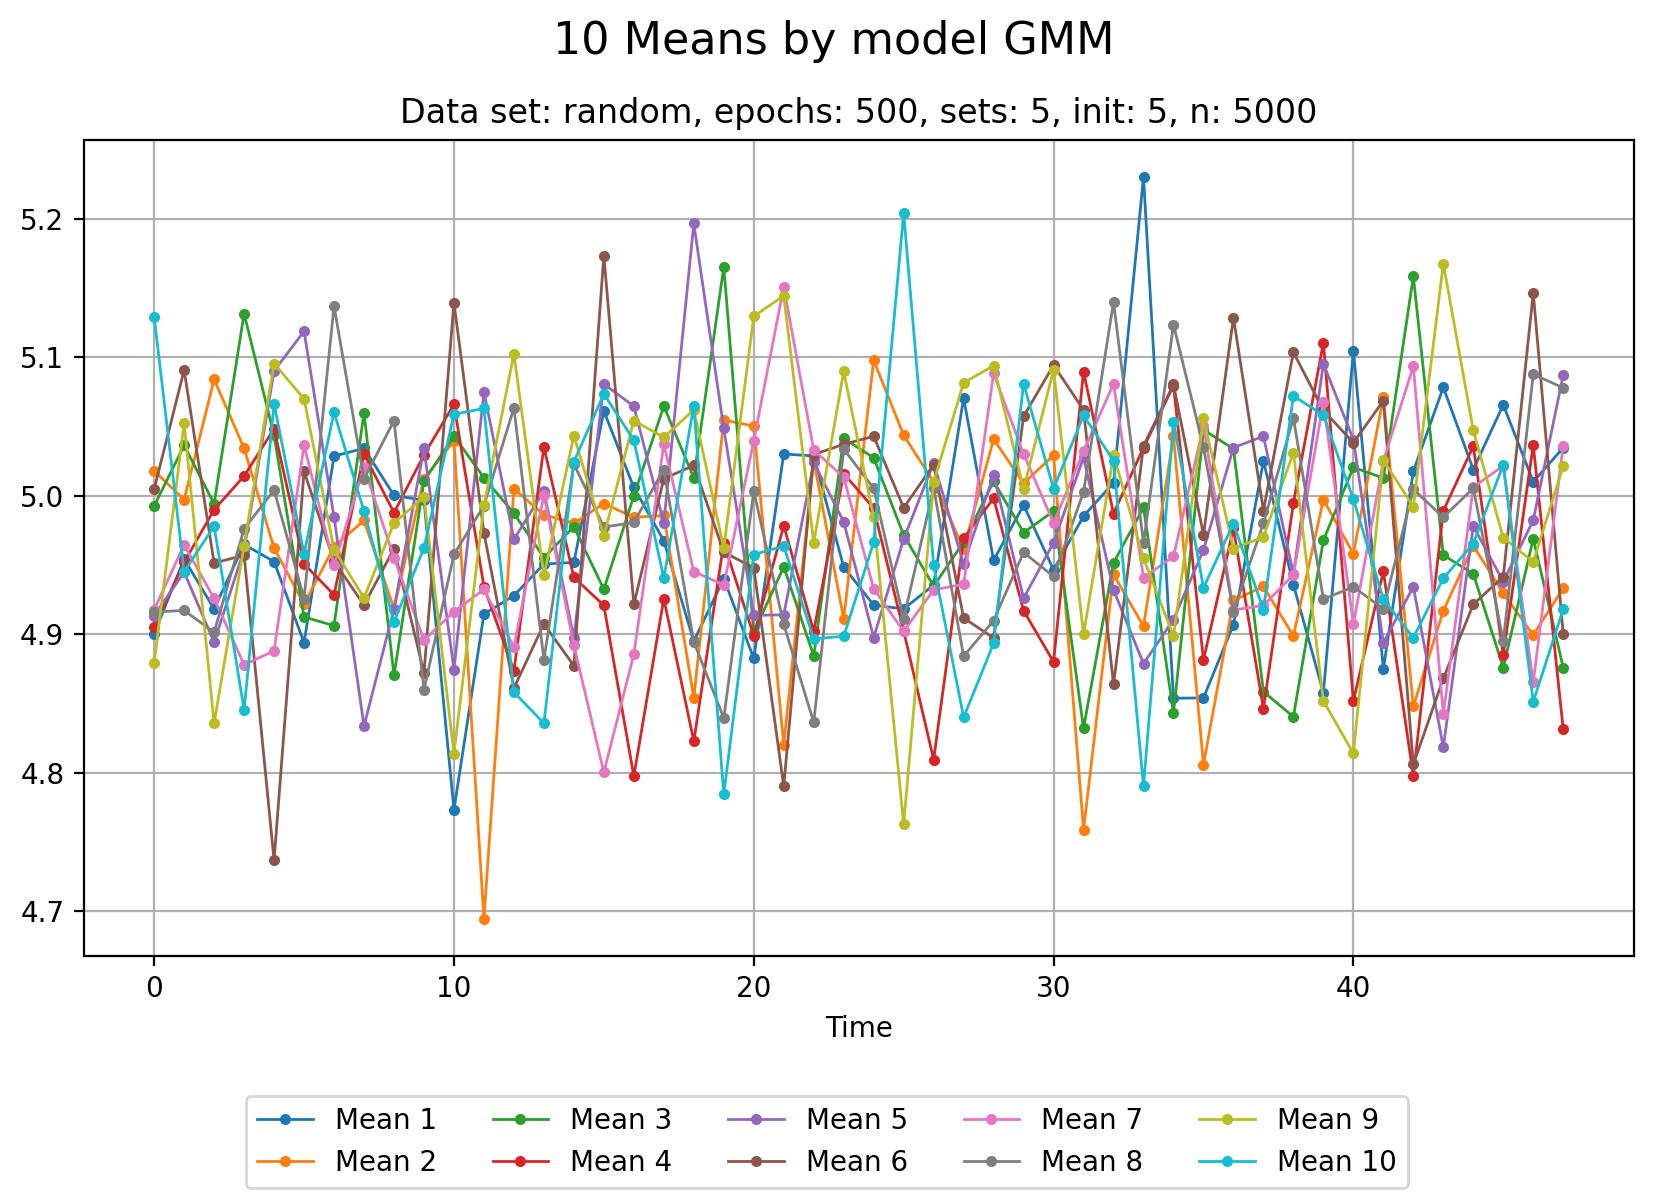 10 Means by model GMM
Data set: random, epochs: 500, sets: 5, init: 5, n: 5000
5.2
5.1
5.0
4.9
4.8
4.7
0 10 20 30 40
Time
Mean 1 Mean 3 Mean 5 Mean 7 Mean 9
Mean 2 Mean 4 Mean 6 Mean 8 Mean 10